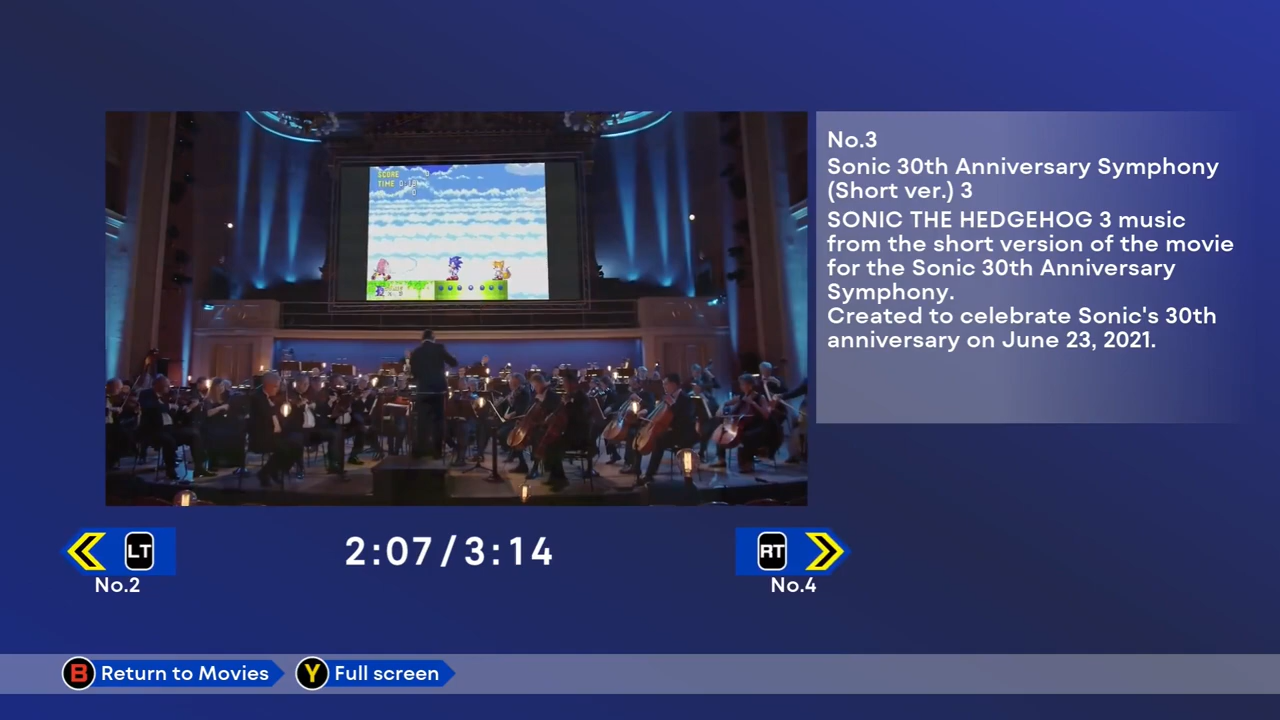 SCORE
TIME
No.3
Sonic 30th Anniversary Symphony
(Short ver.) 3
SONIC THE HEDGEHOG 3 music
from the short version of the movie
for the Sonic 30th Anniversary
Symphony.
Created to celebrate Sonic's 30th
anniversary on June 23, 2021.
LT
No.2
2:07/3:14
RT
No.4
B Return to Movies
Y Full screen